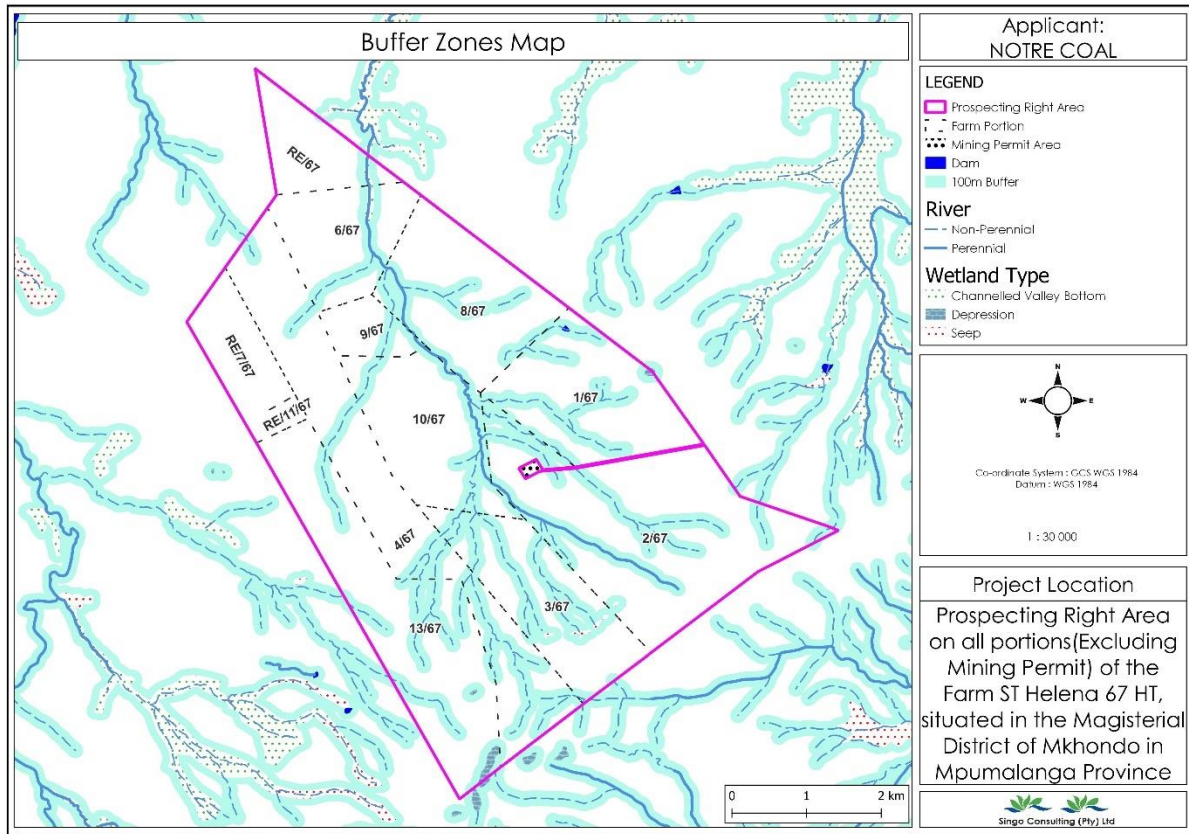 Buffer Zones Map
RE/67
6/67
8/67
9/67
RE/7/67
1/67
RE/11/67
10/67
2/67
4/67
3/67
13/67
0 1 2 km
Applicant:
NOTRE COAL
LEGEND
Prospecting Right Area
Farm Portion
Mining Permit Area
Dam
100m Buffer
River
Non-Perennial
Perennial
Wetland Type
Channelled Valley Bottom
Depression
Seep
N
W E
S
Co-ordinate System : GCS WGS 1984
Datum : WGS 1984
1 : 30 000
Project Location
Prospecting Right Area
on all portions(Excluding
Mining Permit) of the
Farm ST Helena 67 HT,
situated in the Magisterial
District of Mkhondo in
Mpumalanga Province
Singo Consulting (Pty) Ltd